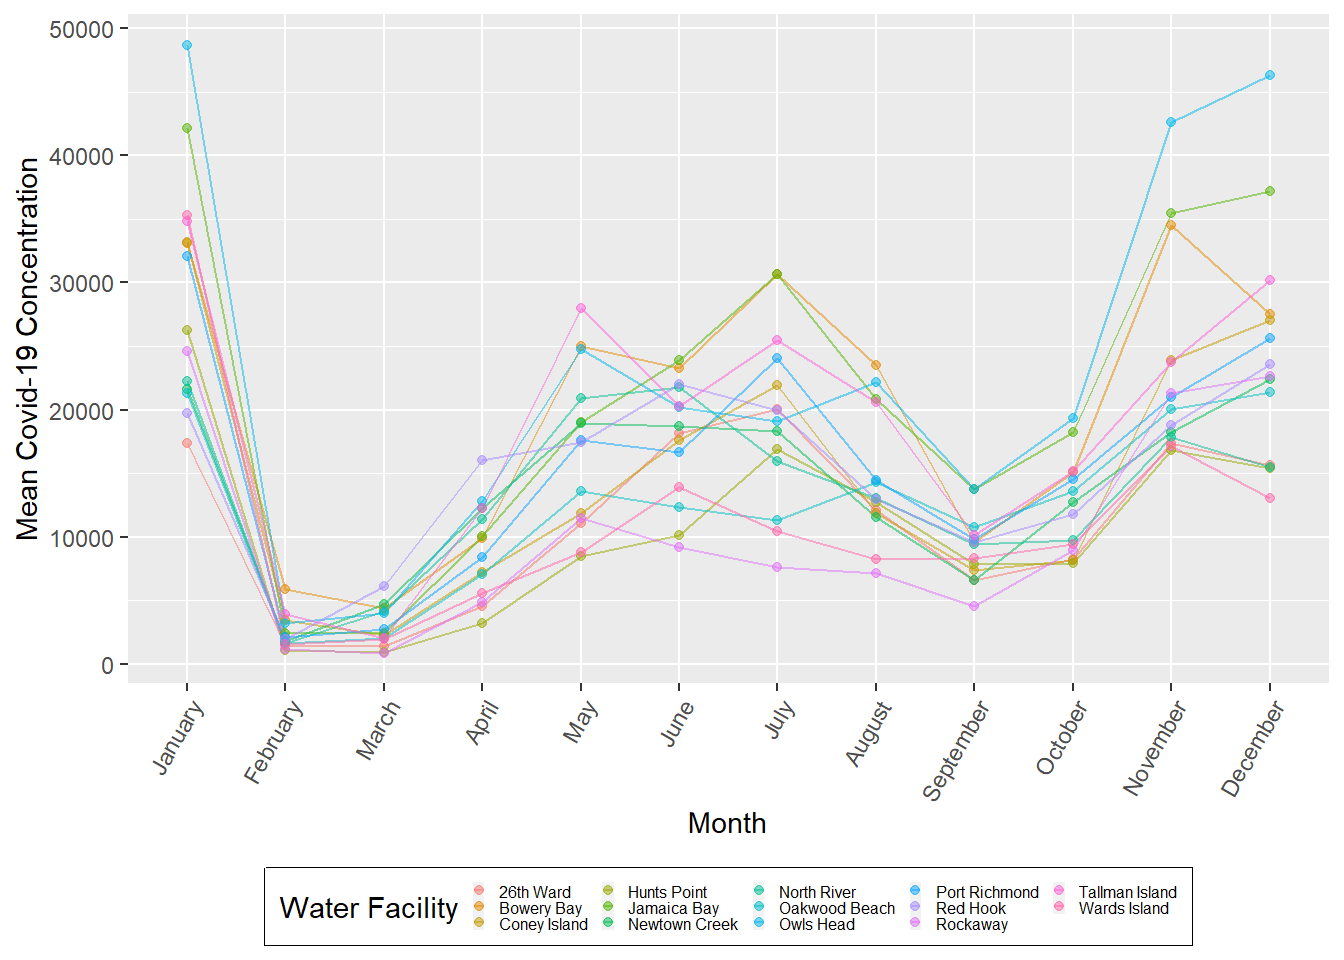 50000
40000
30000
20000
10000
0
Mean Covid-19 Concentration
January
February
March
April
May
June
July
August
September
October
November
December
Month
Water Facility
26th Ward
Bowery Bay
Coney Island
Hunts Point
Jamaica Bay
Newtown Creek
North River
Oakwood Beach
Owls Head
Port Richmond
Red Hook
Rockaway
Tallman Island
Wards Island